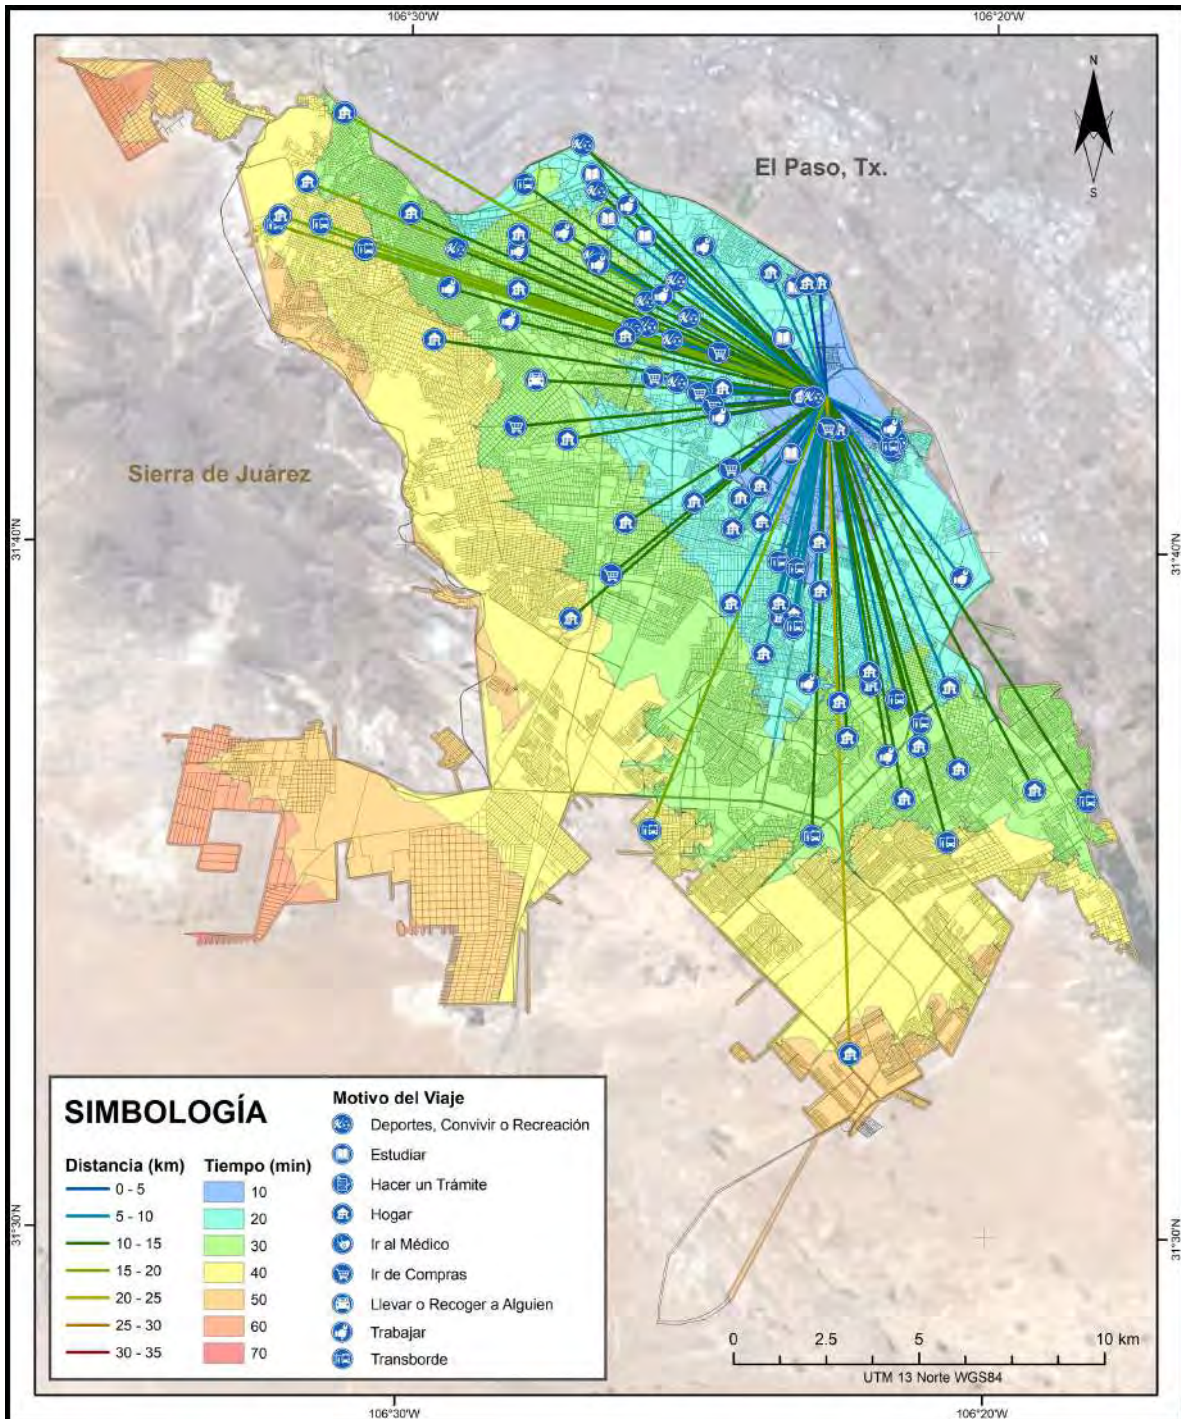 106°30'W
106°20'W
N
S
El Paso, Tx.
Sierra de Juárez
31°40'N
31°40'N
SIMBOLOGÍA
Distancia (km)
0 - 5
5 - 10
10 - 15
15 - 20
20 - 25
25 - 30
30 - 35
Tiempo (min)
10
20
30
40
50
60
70
Motivo del Viaje
Deportes, Convivir o Recreación
Estudiar
Hacer un Trámite
Hogar
Ir al Médico
Ir de Compras
Llevar o Recoger a Alguien
Trabajar
Transborde
31°30'N
31°30'N
0 2.5 5 10 km
UTM 13 Norte WGS84
106°30'W
106°20'W